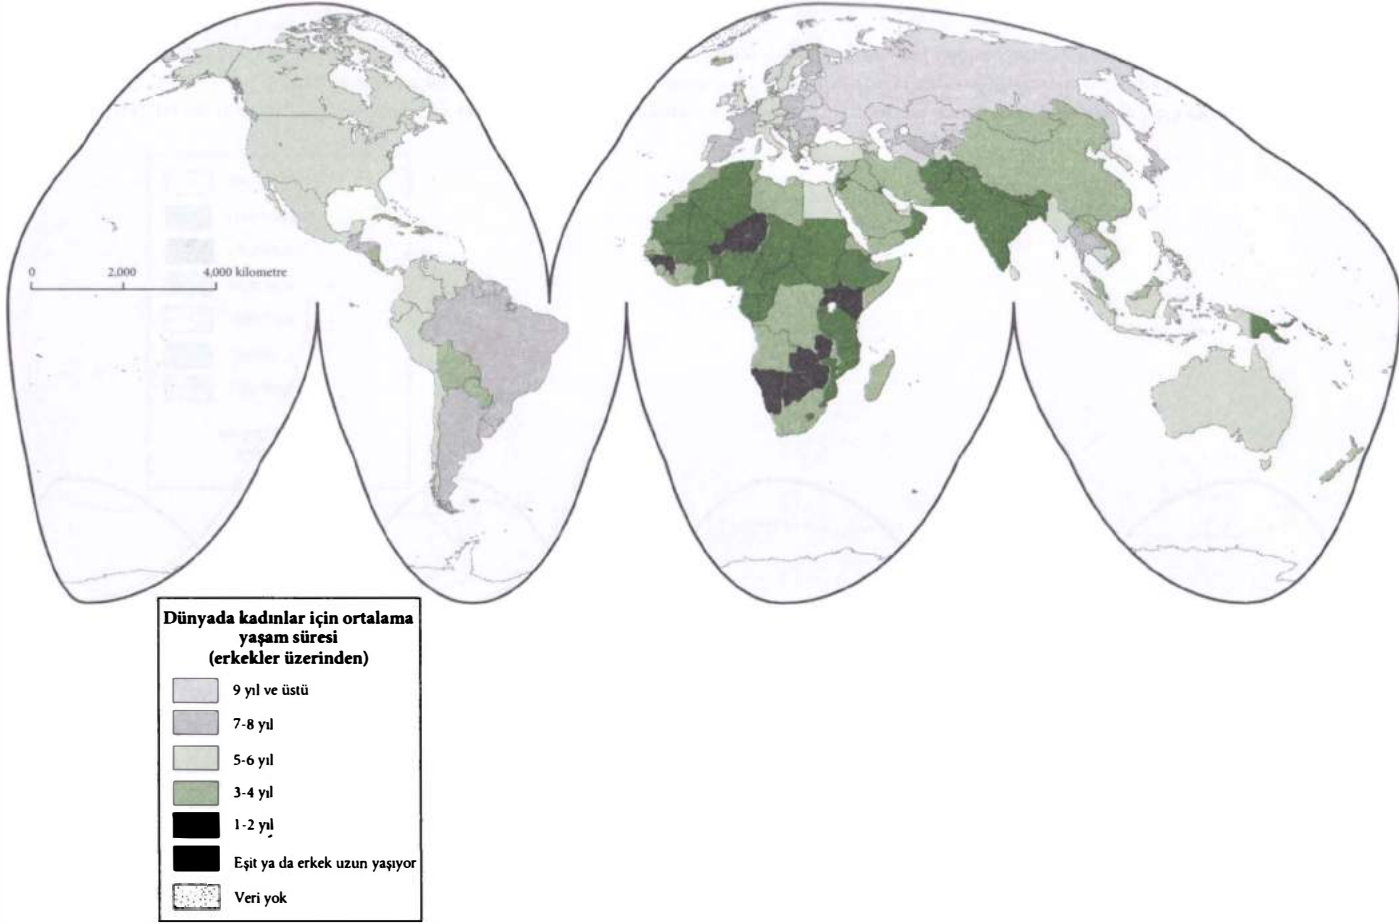 0 2,000 4,000 kilometre
Dünyada kadınlar için ortalama
yaşam süresi
(erkekler üzerinden)
9 yıl ve üstü
7-8 yıl
5-6 yıl
3-4 yıl
1-2 yıl
Eşit ya da erkek uzun yaşıyor
Veri yok